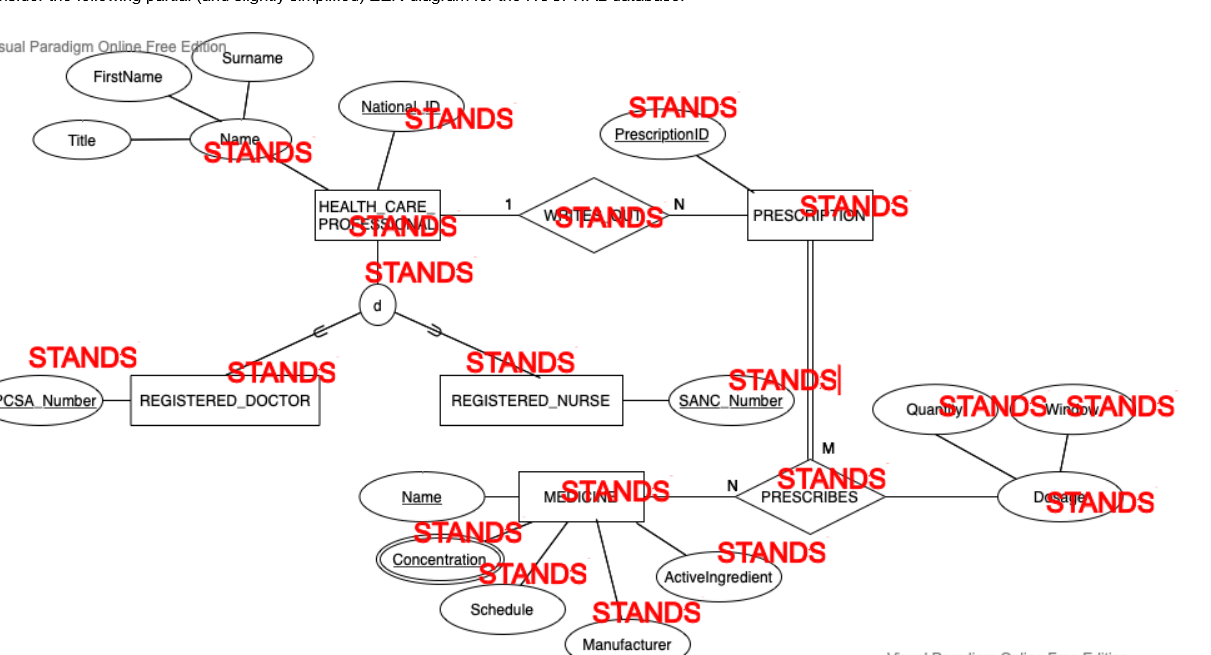 sual Paradigm Online Free Edition
Surname
FirstName
National_ID
STANDS
STANDS
PrescriptionID
Title
Name
STANDS
HEALTH_CARE_
PROFESSIONAL
STANDS
1
WRITES_OUT
STANDS
N
PRESCRIPTION
STANDS
STANDS
d
STANDS
STANDS
STANDS
PCSA_Number
REGISTERED_DOCTOR
REGISTERED_NURSE
SANC_Number
STANDS
Quantity
STANDS
Window
STANDS
M
STANDS
Name
MEDICINE
STANDS
N
PRESCRIBES
Dosage
STANDS
STANDS
Concentration
STANDS
STANDS
ActiveIngredient
Schedule
STANDS
Manufacturer